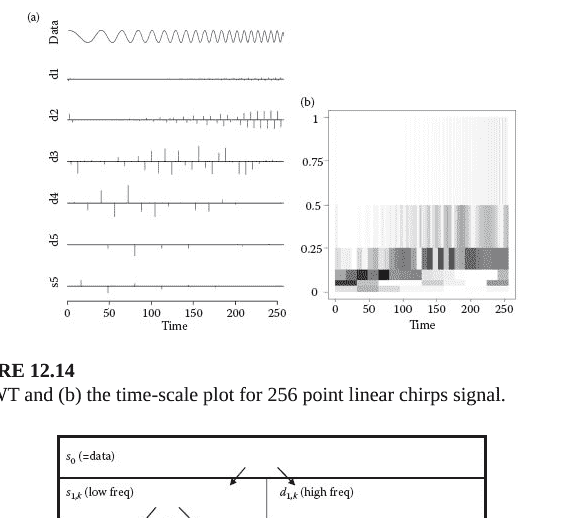 (a)
Data
d1
d2
d3
d4
d5
s5
0 50 100 150 200 250
Time
(b)
1
0.75
0.5
0.25
0
0 50 100 150 200 250
Time
RE 12.14
WT and (b) the time-scale plot for 256 point linear chirps signal.
s0 (=data)
s1,k (low freq)
d1,k (high freq)